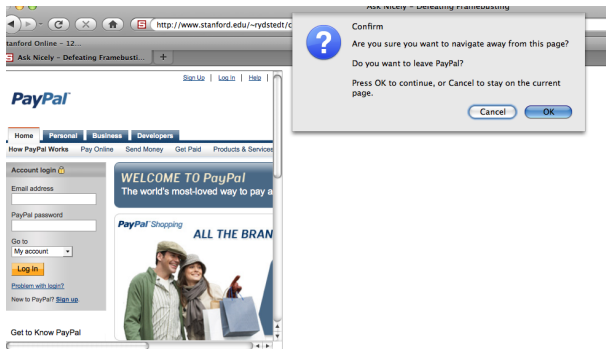 Ask Nicely – Defeating Framebusting
http://www.stanford.edu/~rydstedt/c
tanford Online – 12...
Ask Nicely – Defeating Framebusti...
Confirm
Are you sure you want to navigate away from this page?
Do you want to leave PayPal?
Press OK to continue, or Cancel to stay on the current
page.
Cancel
OK
Sign Up | Log In | Help |
PayPal
Home Personal Business Developers
How PayPal Works Pay Online Send Money Get Paid Products & Services
Account login
Email address
PayPal password
Go to
My account
Log In
Problem with login?
New to PayPal? Sign up.
Get to Know PayPal
WELCOME TO PayPal
The world's most-loved way to pay a
PayPal Shopping
ALL THE BRAN